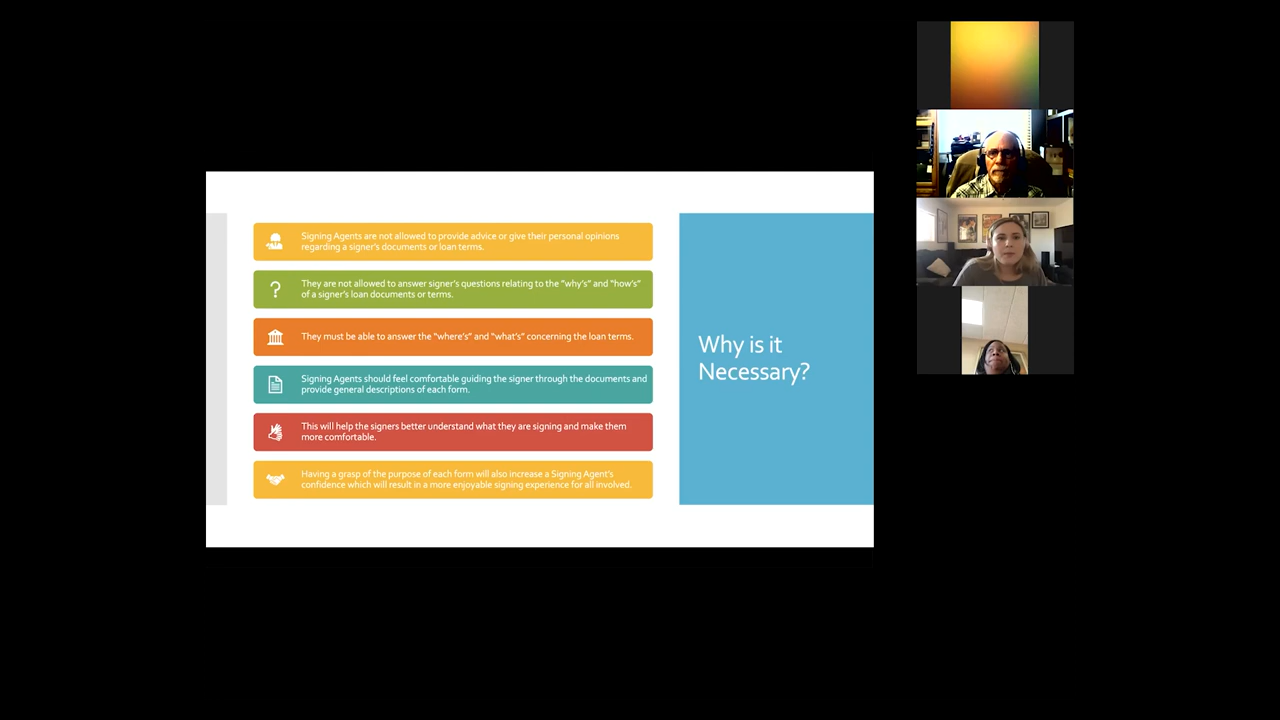 Signing Agents are not allowed to provide advice or give their personal opinions
regarding a signer's documents or loan terms.
They are not allowed to answer signer's questions relating to the "why's" and "how's"
of a signer's loan documents or terms.
They must be able to answer the "where's" and "what's" concerning the loan terms.
Signing Agents should feel comfortable guiding the signer through the documents and
provide general descriptions of each form.
This will help the signers better understand what they are signing and make them
more comfortable.
Having a grasp of the purpose of each form will also increase a Signing Agent's
confidence which will result in a more enjoyable signing experience for all involved.
Why is it
Necessary?